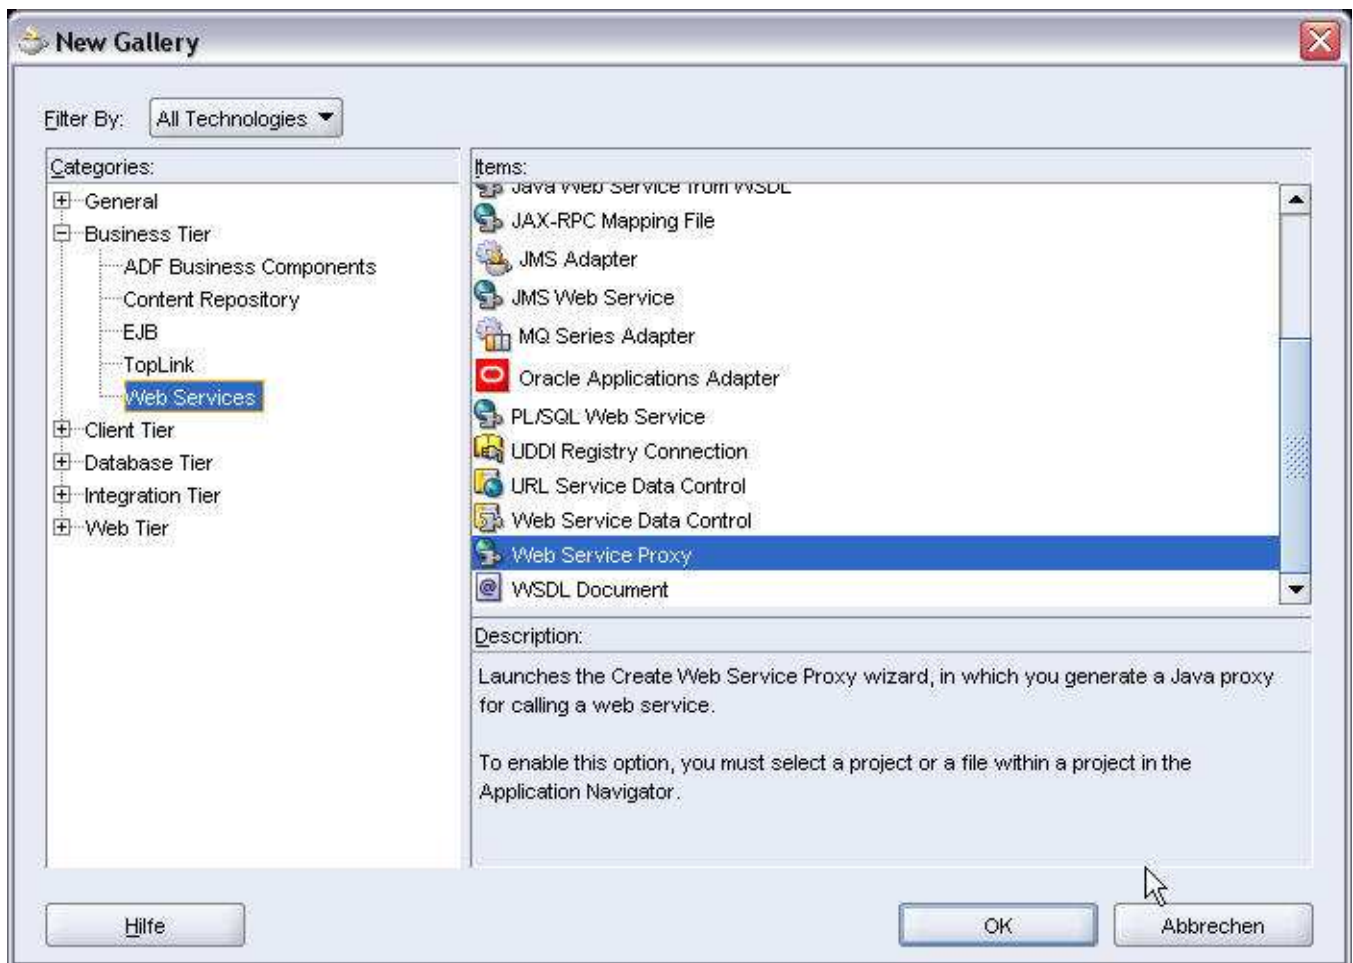 New Gallery
Filter By: All Technologies
Categories:
General
Business Tier
ADF Business Components
Content Repository
EJB
TopLink
Web Services
Client Tier
Database Tier
Integration Tier
Web Tier
Items:
Java Web Service from WSDL
JAX-RPC Mapping File
JMS Adapter
JMS Web Service
MQ Series Adapter
Oracle Applications Adapter
PL/SQL Web Service
UDDI Registry Connection
URL Service Data Control
Web Service Data Control
Web Service Proxy
WSDL Document
Description:
Launches the Create Web Service Proxy wizard, in which you generate a Java proxy
for calling a web service.
To enable this option, you must select a project or a file within a project in the
Application Navigator.
Hilfe OK Abbrechen